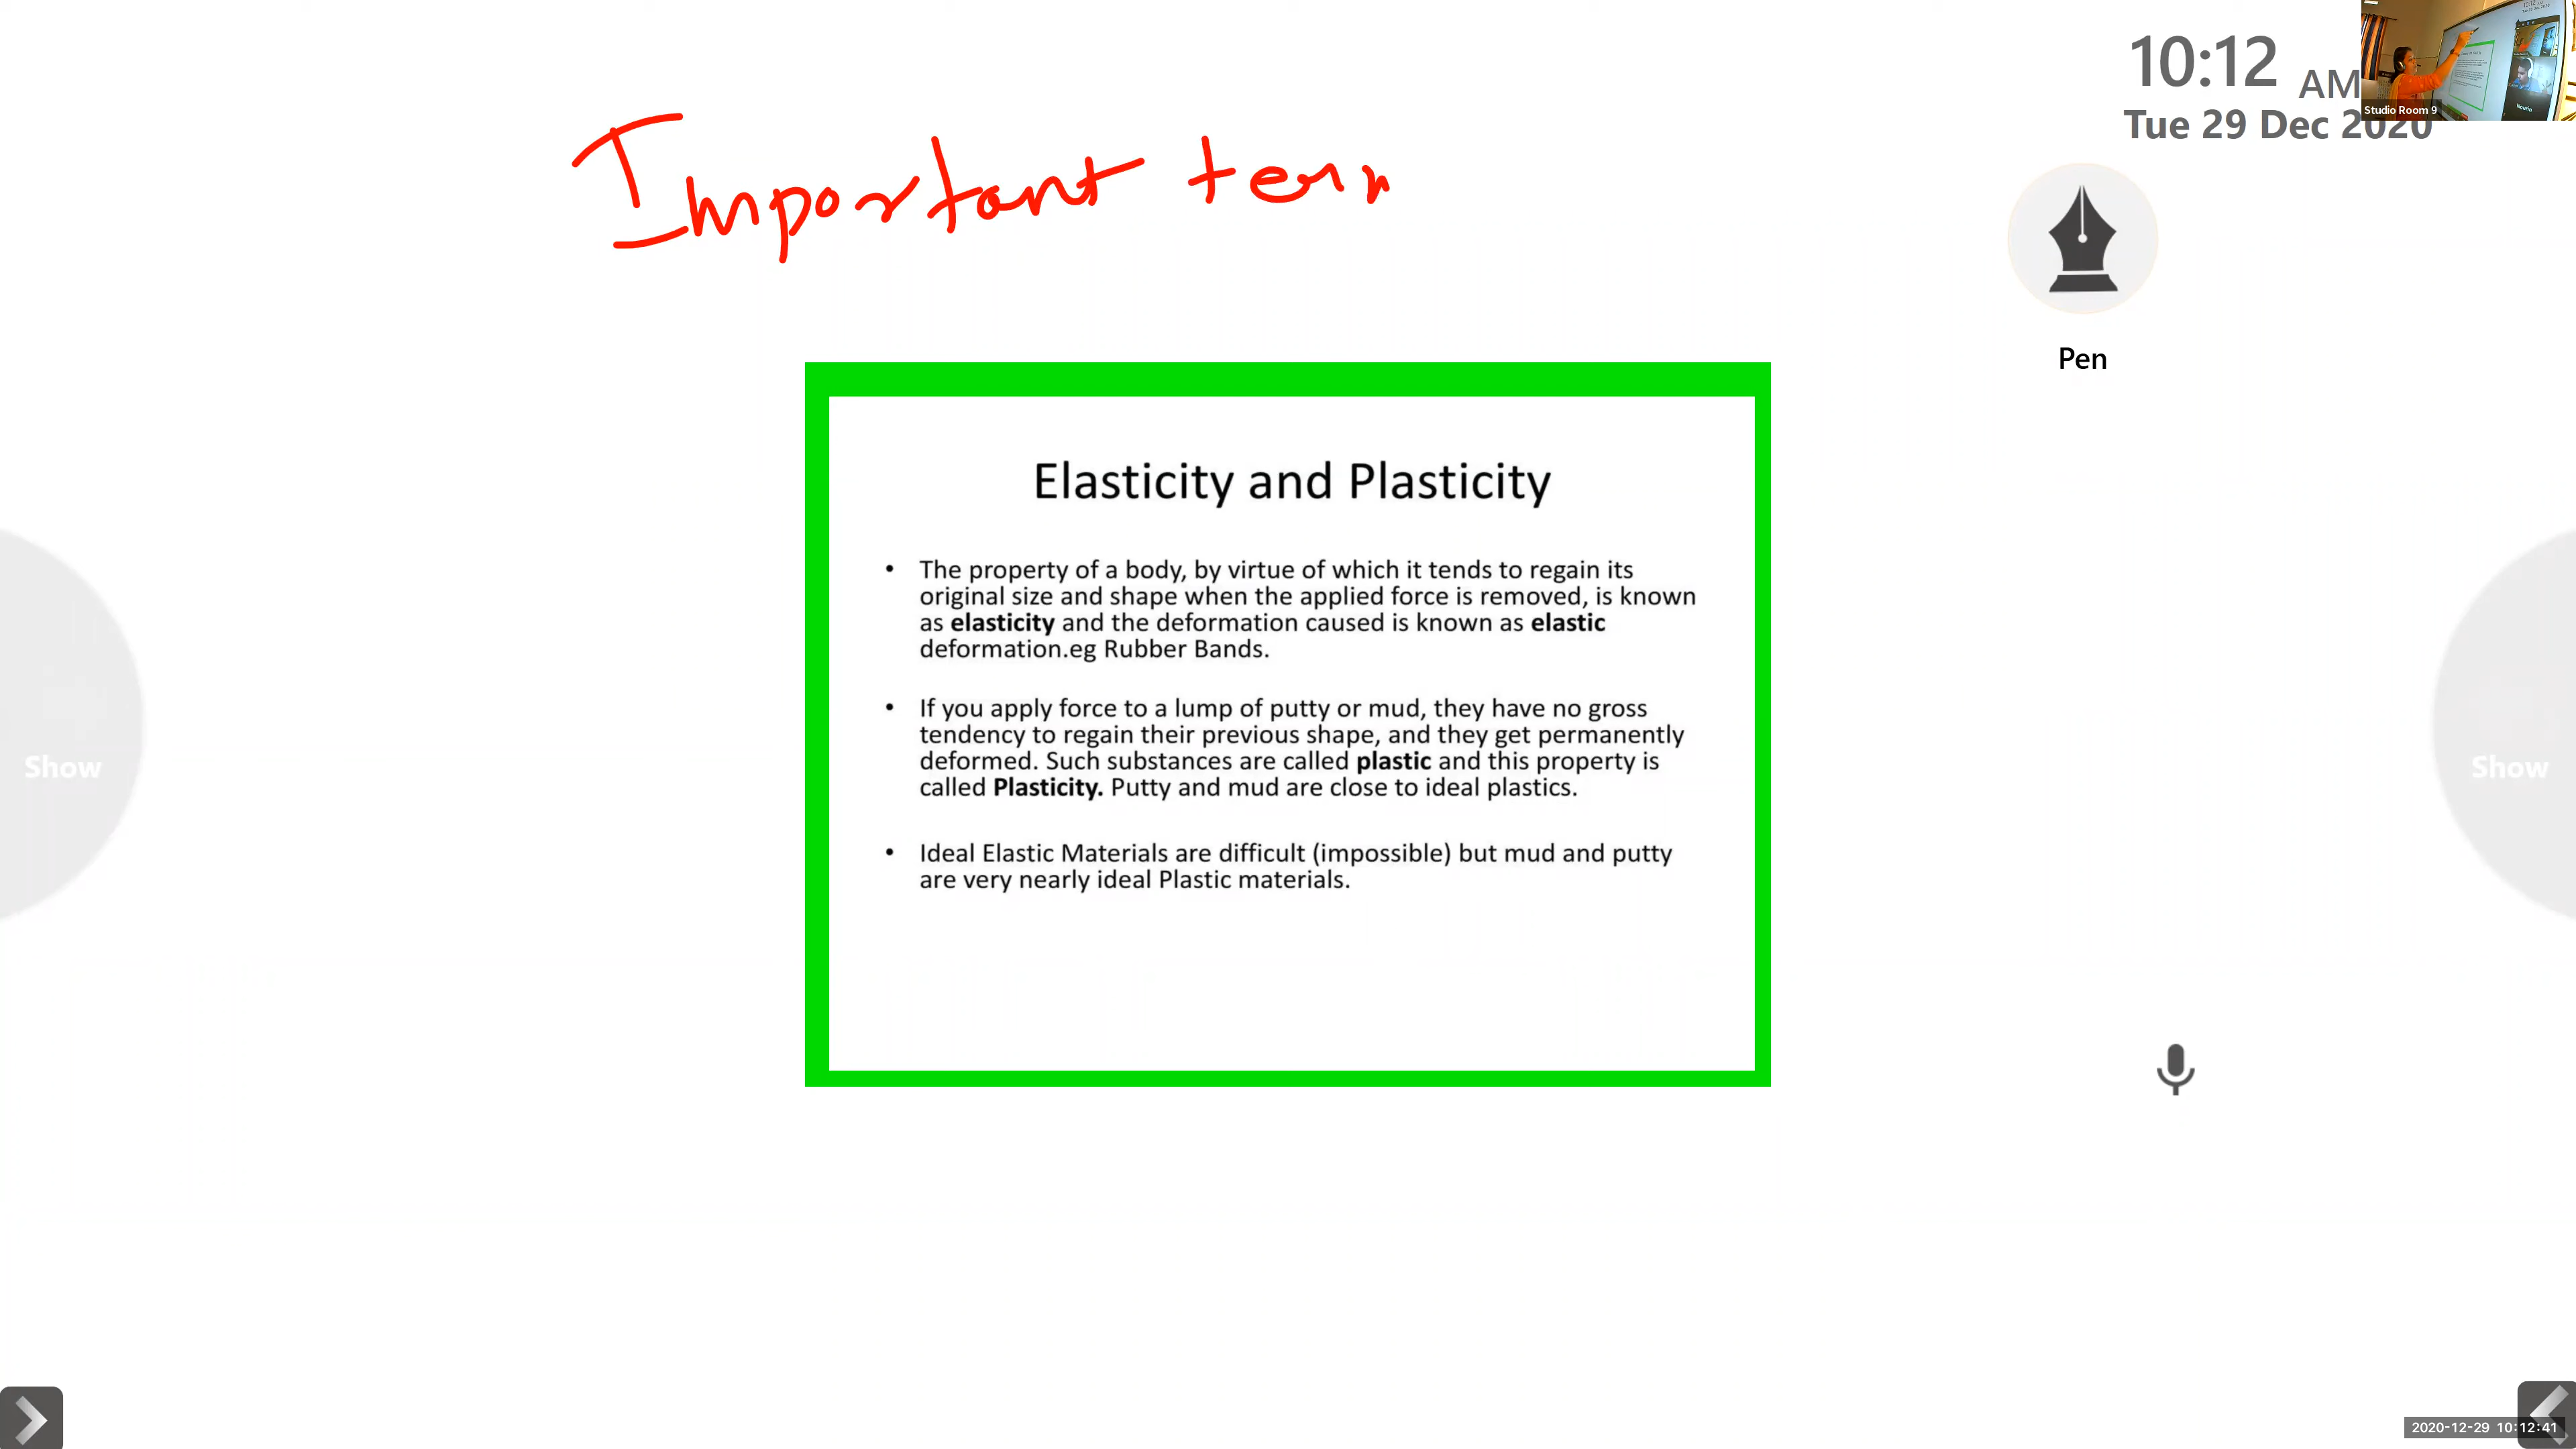 10:12 AM
Tue 29 Dec 2020
Studio Room 9
Nourin
Important
Pen
Elasticity and Plasticity
• The property of a body, by virtue of which it tends to regain its
original size and shape when the applied force is removed, is known
as elasticity and the deformation caused is known as elastic
deformation.eg Rubber Bands.
• If you apply force to a lump of putty or mud, they have no gross
tendency to regain their previous shape, and they get permanently
deformed. Such substances are called plastic and this property is
called Plasticity. Putty and mud are close to ideal plastics.
• Ideal Elastic Materials are difficult (impossible) but mud and putty
are very nearly ideal Plastic materials.
Show
Show
2020-12-29 10:12:41